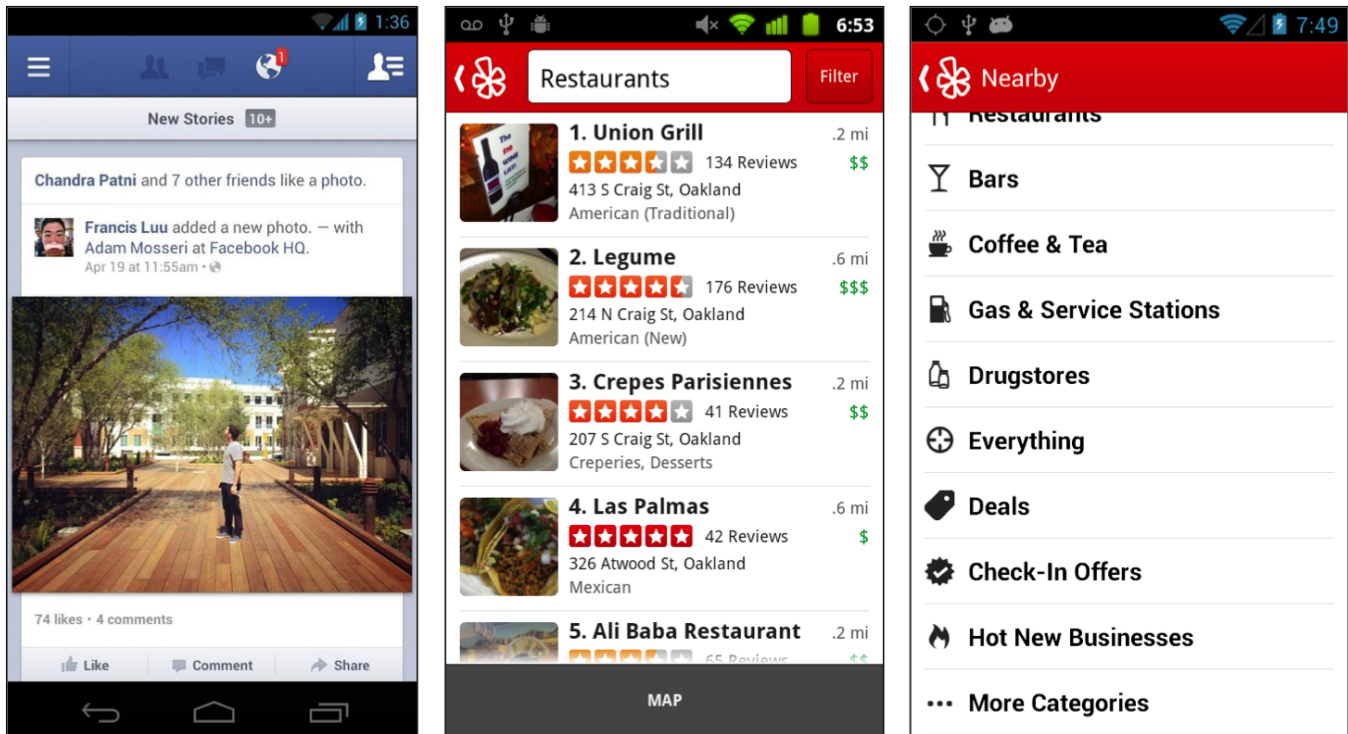 1:36
1
New Stories 10+
Chandra Patni and 7 other friends like a photo.
Francis Luu added a new photo. — with
Adam Mosseri at Facebook HQ.
Apr 19 at 11:55am •
74 likes • 4 comments
Like Comment Share
6:53
Restaurants Filter
1. Union Grill .2 mi
134 Reviews $$
413 S Craig St, Oakland
American (Traditional)
2. Legume .6 mi
176 Reviews $$$
214 N Craig St, Oakland
American (New)
3. Crepes Parisiennes .2 mi
41 Reviews $$
207 S Craig St, Oakland
Creperies, Desserts
4. Las Palmas .6 mi
42 Reviews $
326 Atwood St, Oakland
Mexican
5. Ali Baba Restaurant .2 mi
65 Reviews $$
MAP
7:49
Nearby
Restaurants
Bars
Coffee & Tea
Gas & Service Stations
Drugstores
Everything
Deals
Check-In Offers
Hot New Businesses
More Categories